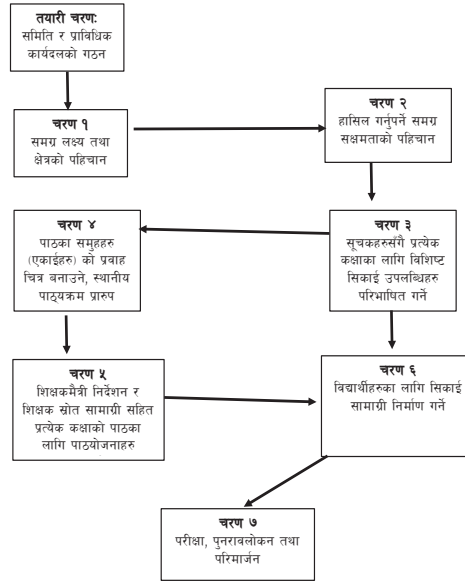 तयारी चरण:
समिति र प्राविधिक
कार्यदलको गठन
चरण १
समग्र लक्ष्य तथा
क्षेत्रको पहिचान
चरण २
हासिल गर्नुपर्ने समग्र
सक्षमताको पहिचान
चरण ३
सूचकहरुसँगै प्रत्येक
कक्षाका लागि विशिष्ट
सिकाई उपलब्धिहरु
परिभाषित गर्ने
चरण ४
पाठका समुहहरु
(एकाईहरु) को प्रवाह
चित्र बनाउने, स्थानीय
पाठ्यक्रम प्रारुप
चरण ५
शिक्षकमैत्री निर्देशन र
शिक्षक स्रोत सामाग्री सहित
प्रत्येक कक्षाको पाठका
लागि पाठयोजनाहरु
चरण ६
विद्यार्थीहरुका लागि सिकाई
सामाग्री निर्माण गर्ने
चरण ७
परीक्षा, पुनरावलोकन तथा
परिमार्जन